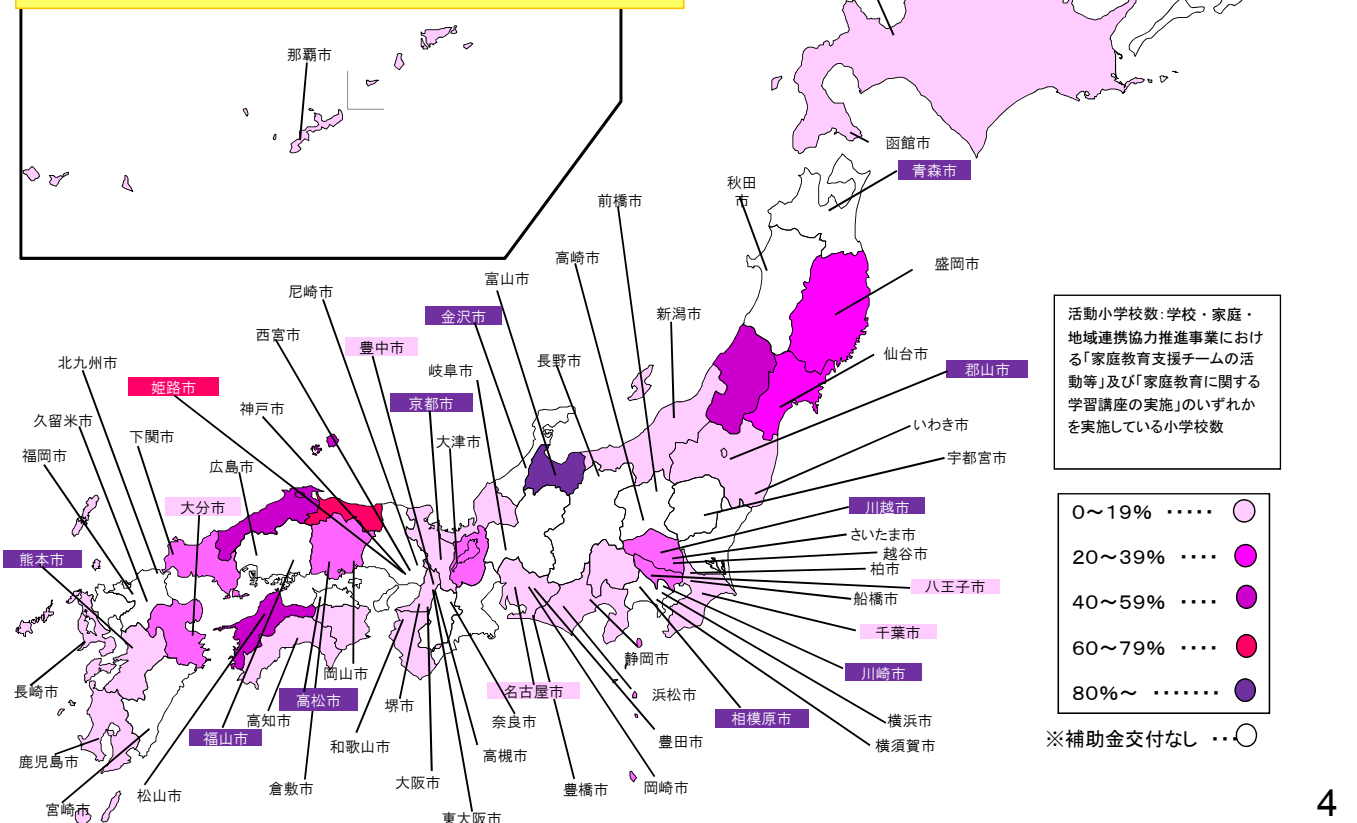 那覇市
函館市
青森市
秋田
市
前橋市
高崎市
盛岡市
富山市
尼崎市
金沢市
新潟市
西宮市
豊中市
仙台市
北九州市
岐阜市
長野市
郡山市
姫路市
京都市
神戸市
久留米市
大津市
いわき市
下関市
福岡市
広島市
宇都宮市
大分市
川越市
さいたま市
越谷市
熊本市
柏市
八王子市
船橋市
千葉市
静岡市
岡山市
川崎市
長崎市
高松市
名古屋市
浜松市
堺市
奈良市
相模原市
横浜市
高知市
福山市
和歌山市
豊田市
横須賀市
高槻市
鹿児島市
大阪市
倉敷市
豊橋市
岡崎市
松山市
宮崎市
東大阪市
活動小学校数:学校・家庭・
地域連携協力推進事業におけ
る「家庭教育支援チームの活
動等」及び「家庭教育に関する
学習講座の実施」のいずれか
を実施している小学校数
0～19% ・・・・・
20～39% ・・・・
40～59% ・・・・
60～79% ・・・・
80%～ ・・・・・・・
※補助金交付なし ・・・
4